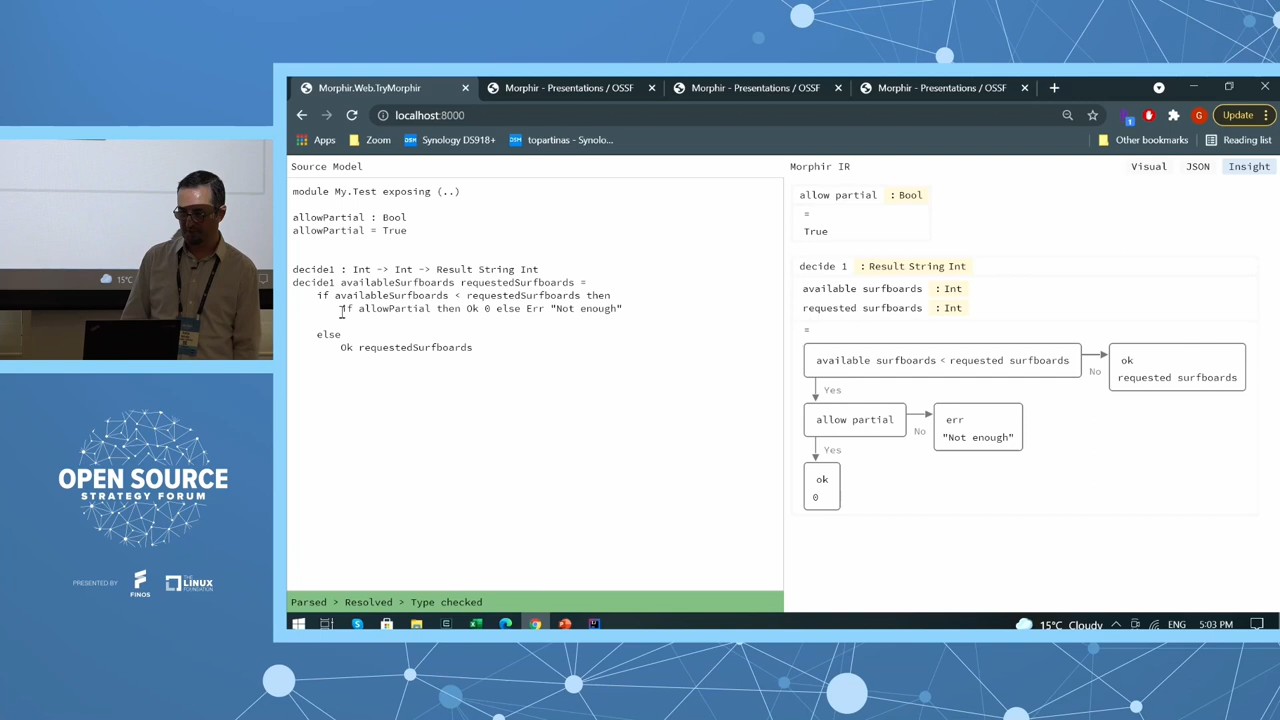 Morphir.Web.TryMorphir
Morphir - Presentations / OSSF
Morphir - Presentations / OSSF
Morphir - Presentations / OSSF
localhost:8000
1
G
Update
Apps
Zoom
DSM
Synology DS918+
DSM
topartinas - Synolo...
Other bookmarks
Reading list
Source Model
module My.Test exposing (..)
allowPartial : Bool
allowPartial = True
decide1 : Int -> Int -> Result String Int
decide1 availableSurfboards requestedSurfboards =
if availableSurfboards < requestedSurfboards then
if allowPartial then Ok 0 else Err "Not enough"
else
Ok requestedSurfboards
Parsed > Resolved > Type checked
Morphir IR
Visual
JSON
Insight
allow partial : Bool
=
True
decide 1 : Result String Int
available surfboards : Int
requested surfboards : Int
=
available surfboards < requested surfboards
No
ok
requested surfboards
Yes
allow partial
No
err
"Not enough"
Yes
ok
0
15°C Cloudy
ENG
5:03 PM
15°C
OPEN SOURCE
STRATEGY FORUM
PRESENTED BY
FINOS
THE
LINUX
FOUNDATION